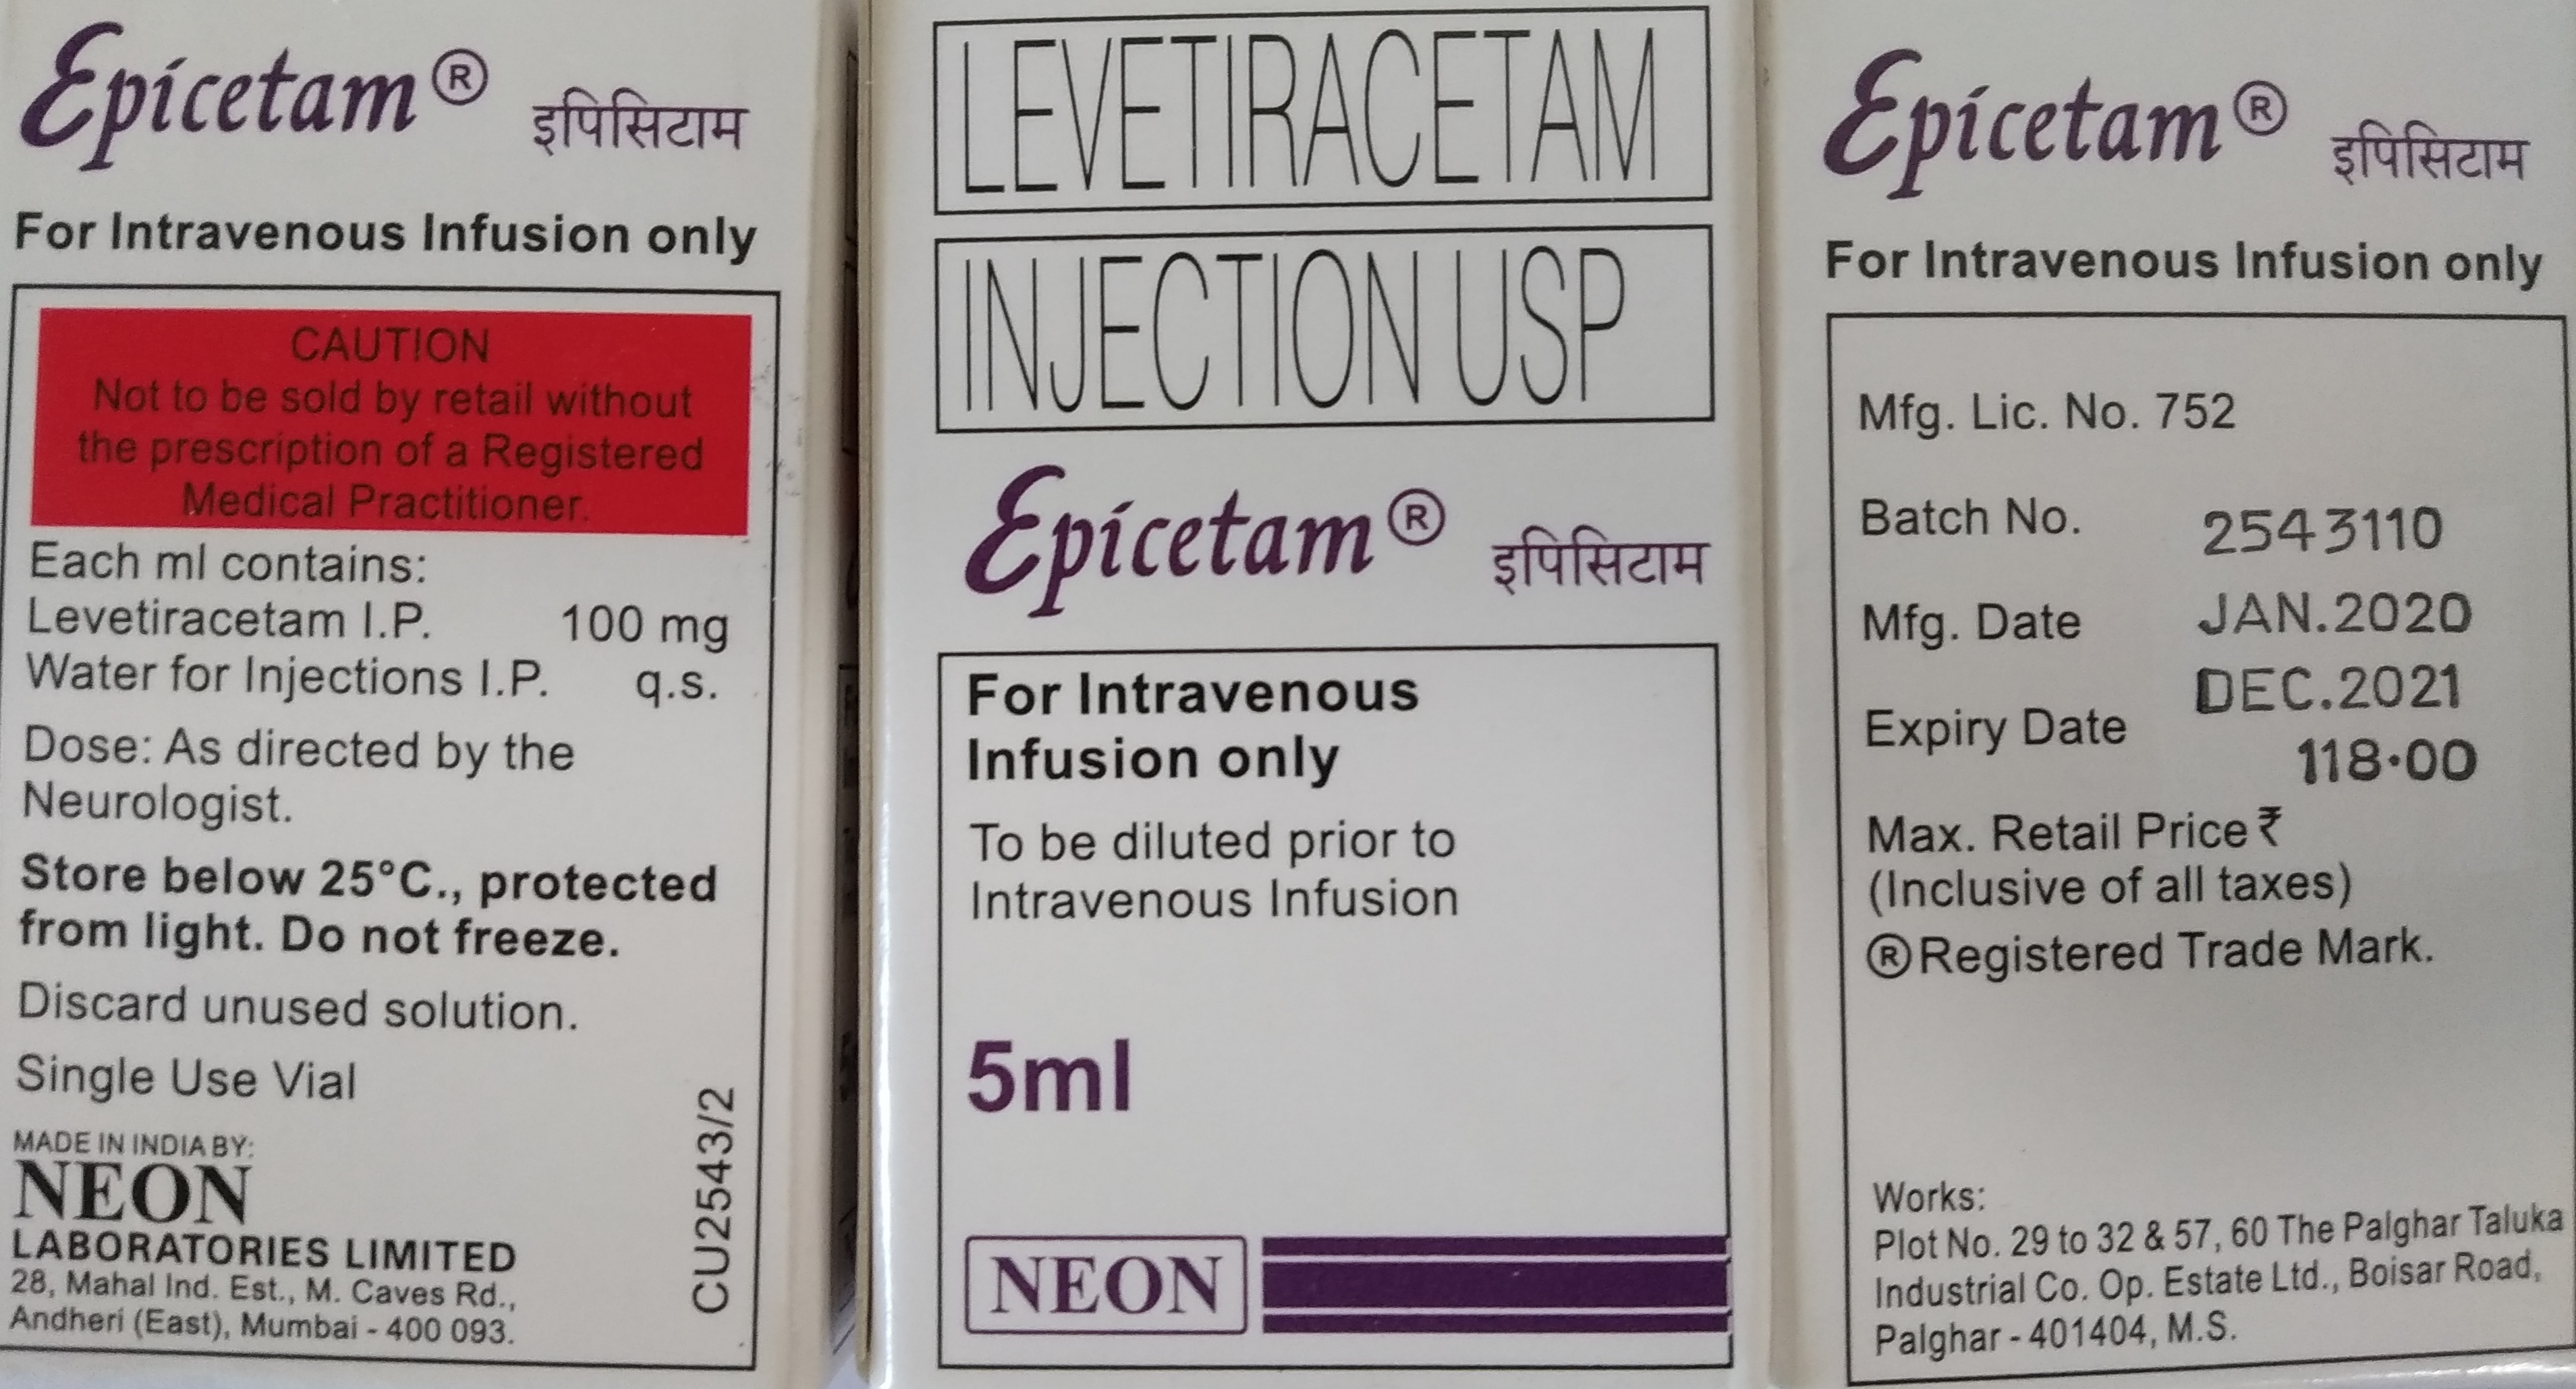 Epicetam® इपिसिटाम
For Intravenous Infusion only
CAUTION
Not to be sold by retail without
the prescription of a Registered
Medical Practitioner.
Each ml contains:
Levetiracetam I.P. 100 mg
Water for Injections I.P. q.s.
Dose: As directed by the
Neurologist.
Store below 25°C., protected
from light. Do not freeze.
Discard unused solution.
Single Use Vial
MADE IN INDIA BY:
NEON
LABORATORIES LIMITED
28, Mahal Ind. Est., M. Caves Rd.,
Andheri (East), Mumbai - 400 093.
CU2543/2
LEVETIRACETAM
INJECTION USP
Epicetam® इपिसिटाम
For Intravenous
Infusion only
To be diluted prior to
Intravenous Infusion
5ml
NEON
Epicetam® इपिसिटाम
For Intravenous Infusion only
Mfg. Lic. No. 752
Batch No. 2543110
Mfg. Date JAN.2020
Expiry Date DEC.2021
118·00
Max. Retail Price ₹
(Inclusive of all taxes)
®Registered Trade Mark.
Works:
Plot No. 29 to 32 & 57, 60 The Palghar Taluka
Industrial Co. Op. Estate Ltd., Boisar Road,
Palghar - 401404, M.S.